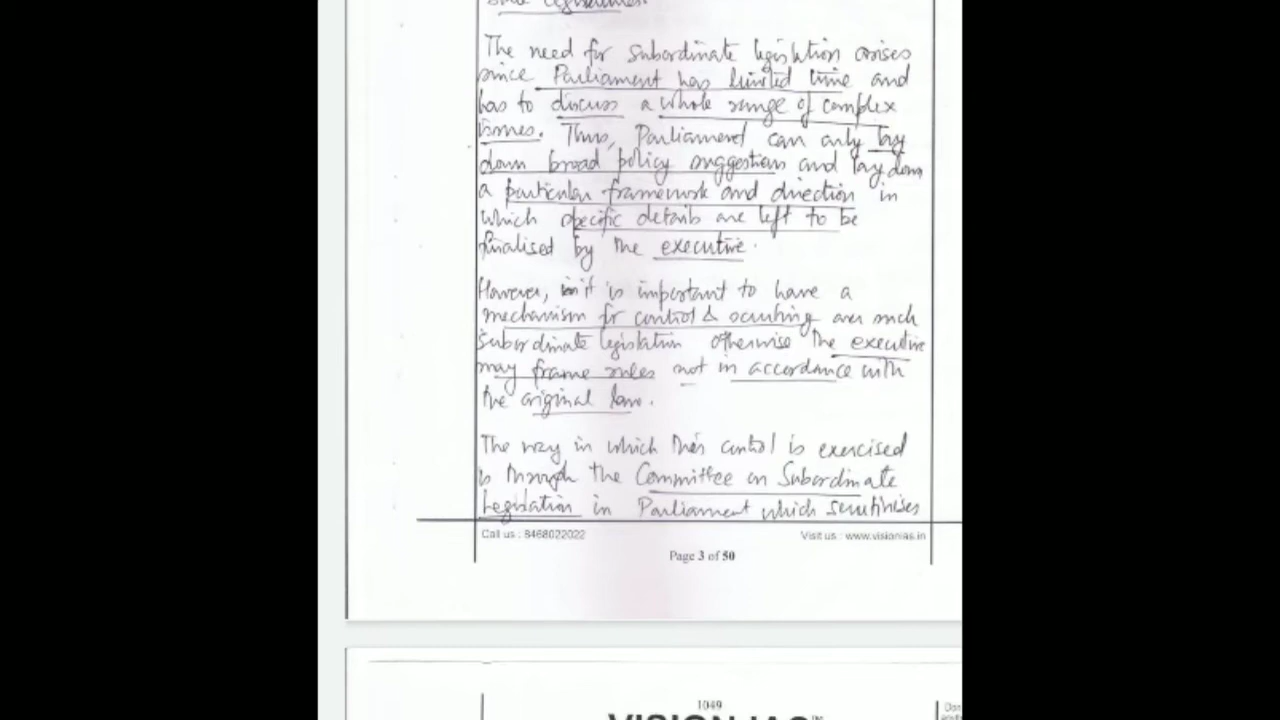 state legislatures.
The need for subordinate legislation arises
since Parliament has limited time and
has to discuss a whole range of complex
issues. Thus, Parliament can only lay
down broad policy suggestions and lay down
a particular framework and direction in
which specific details are left to be
finalised by the executive.
However, it is important to have a
mechanism for control & scrutiny over such
subordinate legislation otherwise the executive
may frame rules not in accordance with
the original law.
The way in which this control is exercised
is through the Committee on Subordinate
Legislation in Parliament which scrutinises
Call us : 8468022022
Visit us : www.visionias.in
Page 3 of 50
1049
VISION IAS™
Don